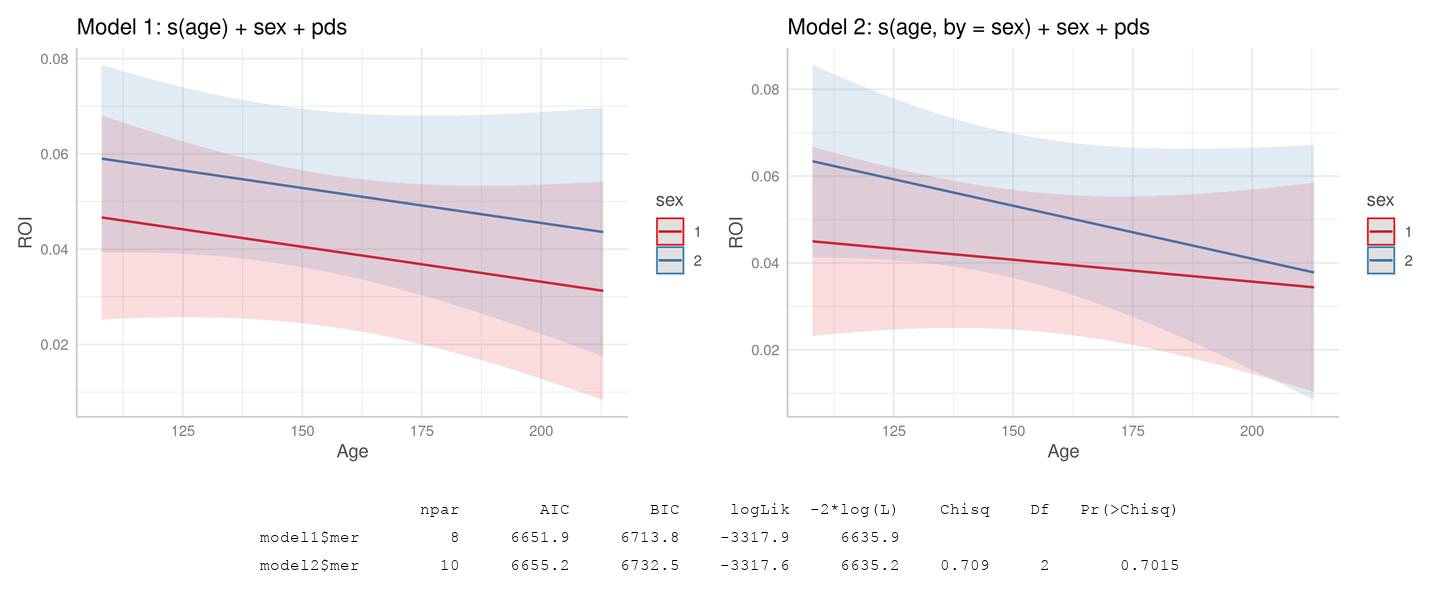 Model 1: s(age) + sex + pds
0.08
0.06
0.04
0.02
ROI
125 150 175 200
Age
sex
1
2
Model 2: s(age, by = sex) + sex + pds
0.08
0.06
0.04
0.02
ROI
125 150 175 200
Age
sex
1
2
npar AIC BIC logLik -2*log(L) Chisq Df Pr(>Chisq)
model1$mer 8 6651.9 6713.8 -3317.9 6635.9
model2$mer 10 6655.2 6732.5 -3317.6 6635.2 0.709 2 0.7015